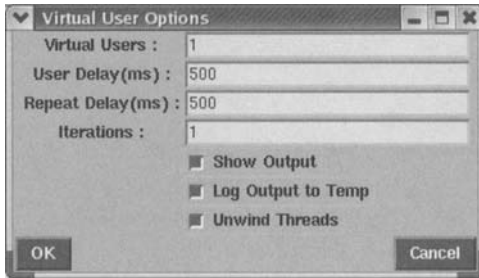 Virtual User Options
Virtual Users : 1
User Delay(ms) : 500
Repeat Delay(ms) : 500
Iterations : 1
Show Output
Log Output to Temp
Unwind Threads
OK Cancel